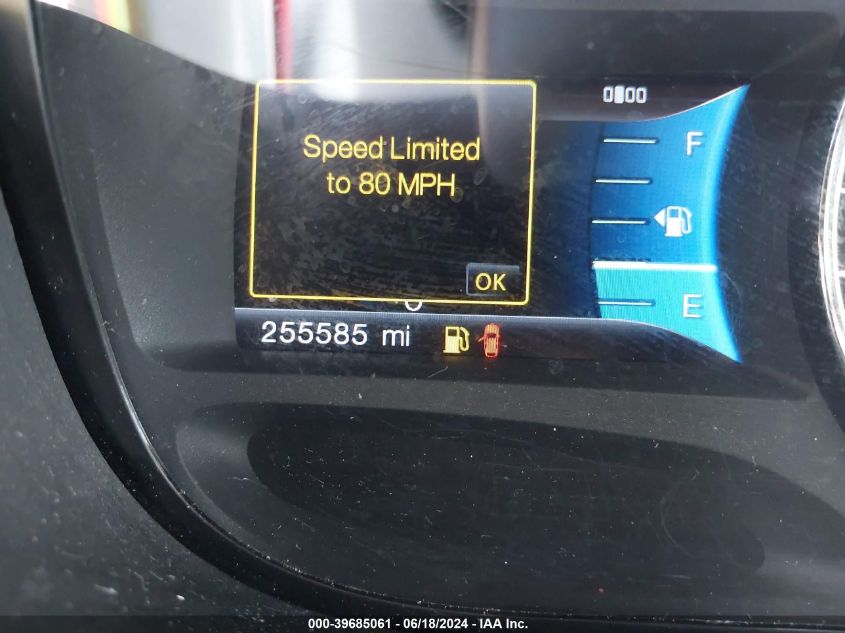 Speed Limited
to 80 MPH
OK
F
E
255585 mi
000-39685061 - 06/18/2024 - IAA Inc.